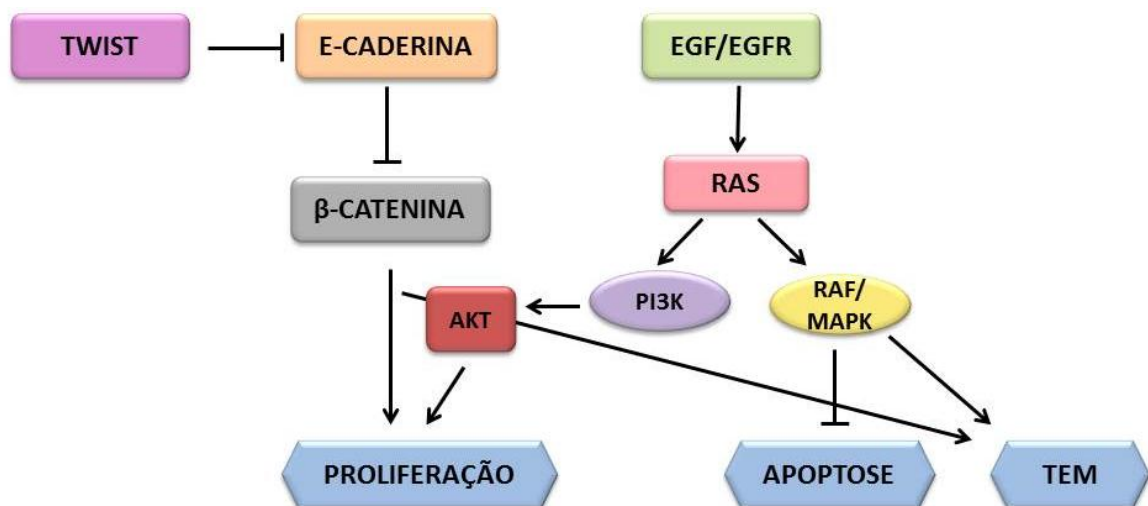 TWIST
E-CADERINA
EGF/EGFR
β-CATENINA
RAS
AKT
PI3K
RAF/
MAPK
PROLIFERAÇÃO
APOPTOSE
TEM